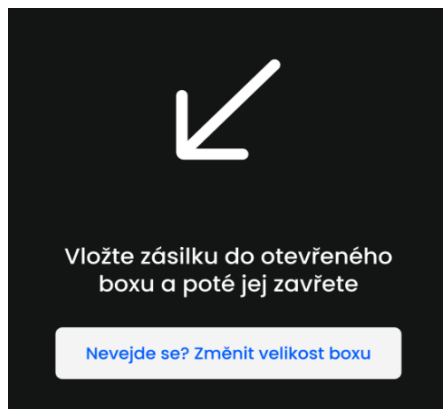 Vložte zásilku do otevřeného
boxu a poté jej zavřete
Nevejde se? Změnit velikost boxu